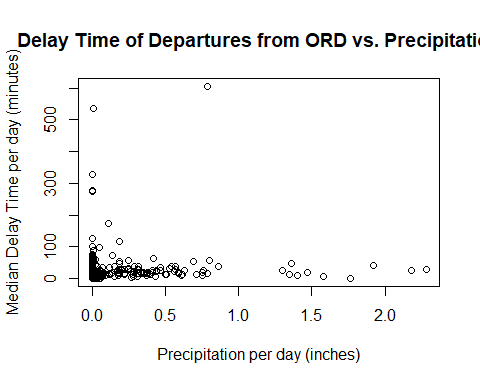 Delay Time of Departures from ORD vs. Precipitatio
Median Delay Time per day (minutes)
500
300
100
0
0.0 0.5 1.0 1.5 2.0
Precipitation per day (inches)